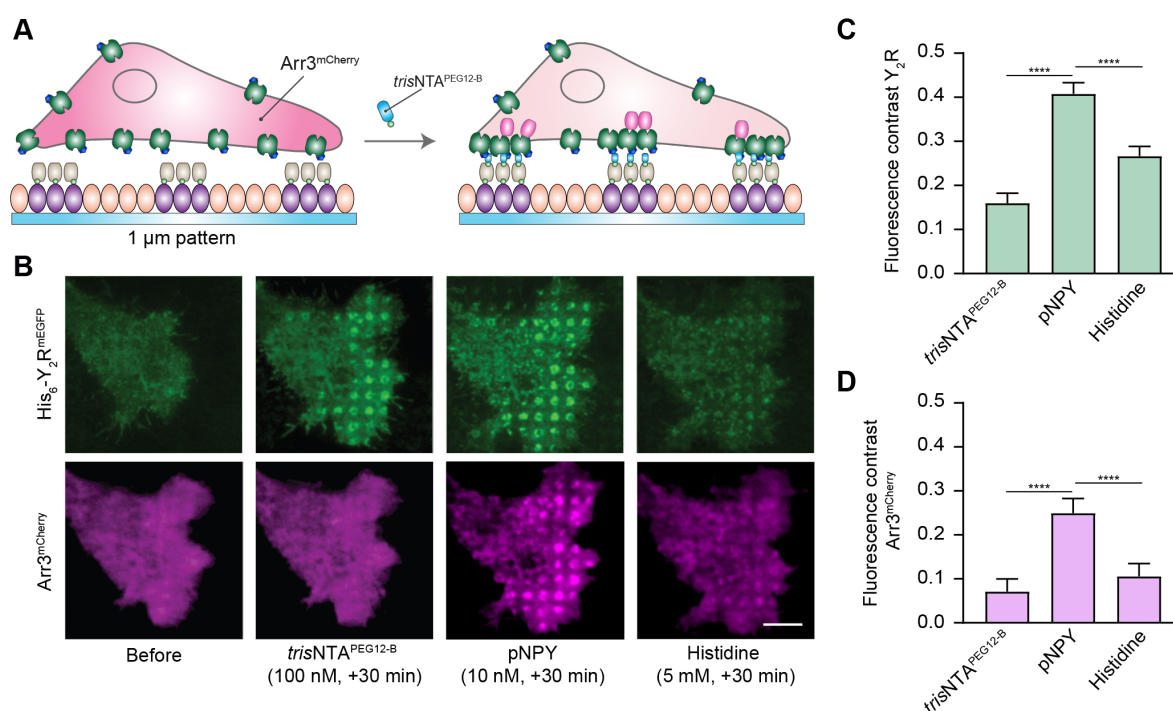 A
Arr3mCherry
trisNTAPEG12-B
1 µm pattern
B
His6-Y2RmEGFP
Arr3mCherry
Before
trisNTAPEG12-B
(100 nM, +30 min)
pNPY
(10 nM, +30 min)
Histidine
(5 mM, +30 min)
C
Fluorescence contrast Y2R
0.5
0.4
0.3
0.2
0.1
0.0
****
****
trisNTAPEG12-B
pNPY
Histidine
D
Fluorescence contrast
Arr3mCherry
0.5
0.4
0.3
0.2
0.1
0.0
****
****
trisNTAPEG12-B
pNPY
Histidine